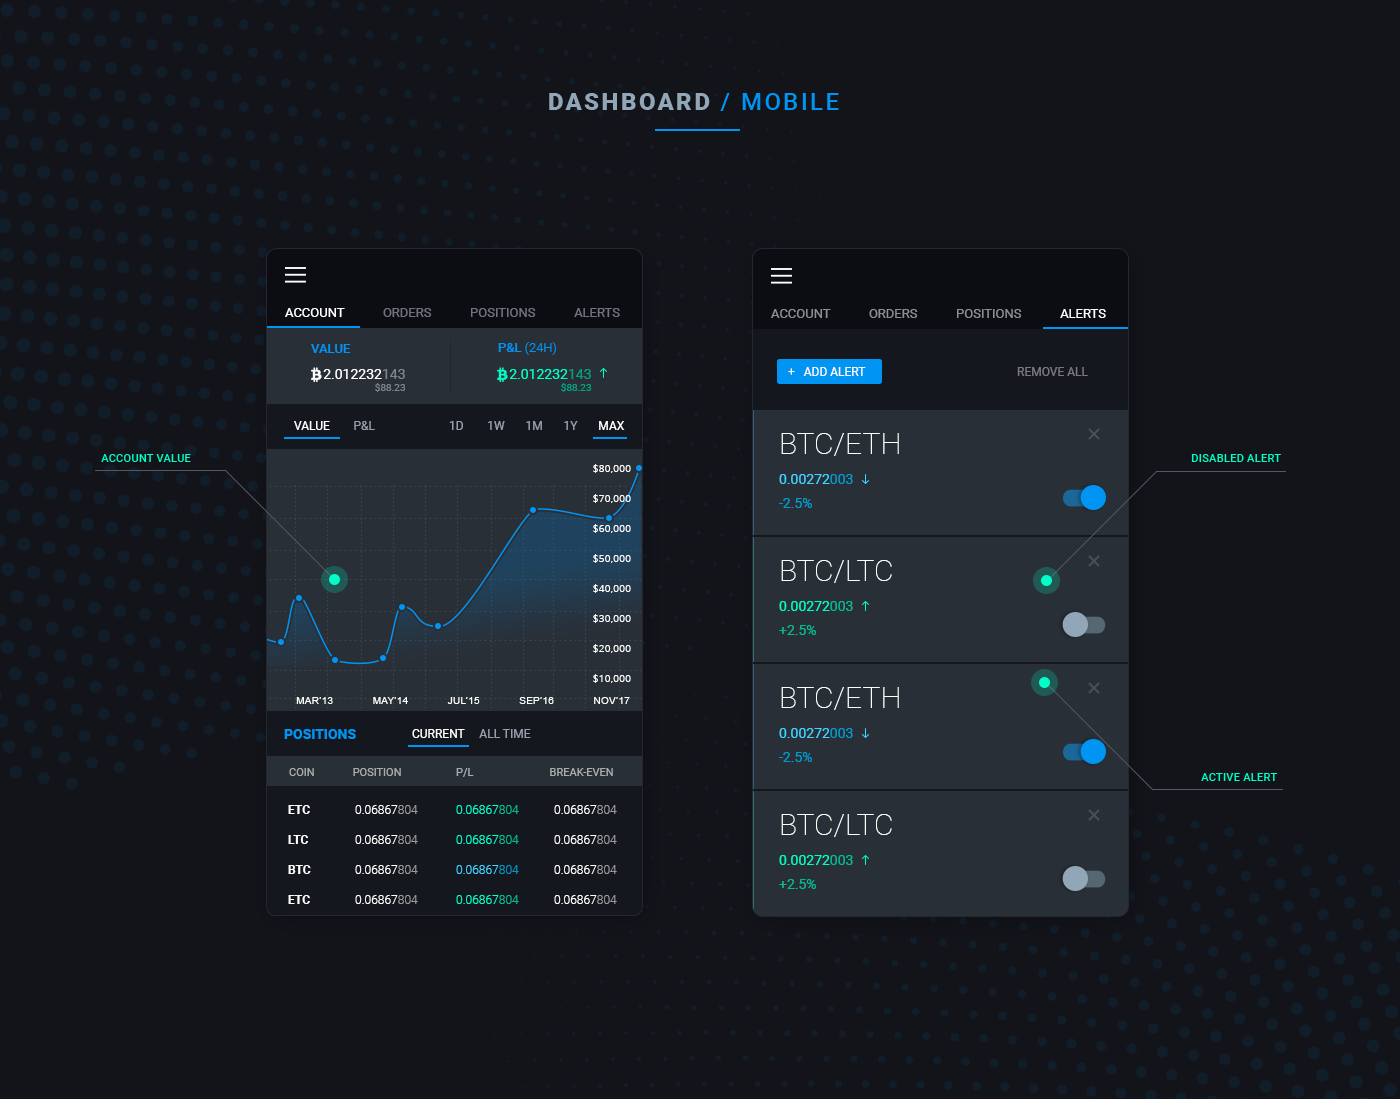 DASHBOARD / MOBILE
ACCOUNT ORDERS POSITIONS ALERTS
VALUE P&L (24H)
₿2.012232143 ₿2.012232143 ↑
$88.23 $88.23
VALUE P&L 1D 1W 1M 1Y MAX
ACCOUNT VALUE
$80,000
$70,000
$60,000
$50,000
$40,000
$30,000
$20,000
$10,000
MAR'13 MAY'14 JUL'15 SEP'16 NOV'17
POSITIONS CURRENT ALL TIME
COIN POSITION P/L BREAK-EVEN
ETC 0.06867804 0.06867804 0.06867804
LTC 0.06867804 0.06867804 0.06867804
BTC 0.06867804 0.06867804 0.06867804
ETC 0.06867804 0.06867804 0.06867804
ACCOUNT ORDERS POSITIONS ALERTS
+ ADD ALERT REMOVE ALL
BTC/ETH
0.00272003 ↓
-2.5%
DISABLED ALERT
BTC/LTC
0.00272003 ↑
+2.5%
BTC/ETH
0.00272003 ↓
-2.5%
ACTIVE ALERT
BTC/LTC
0.00272003 ↑
+2.5%